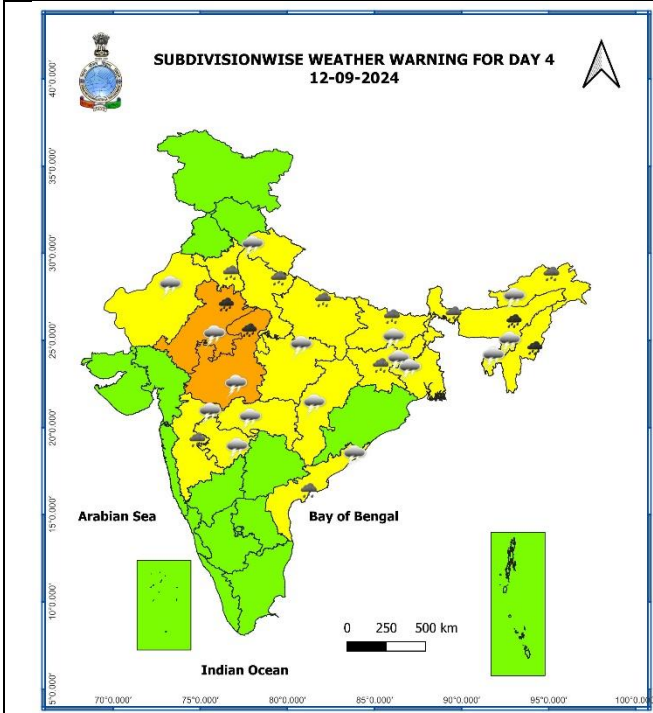 SUBDIVISIONWISE WEATHER WARNING FOR DAY 4
12-09-2024
40°0.000'
35°0.000'
30°0.000'
25°0.000'
20°0.000'
15°0.000'
10°0.000'
5°0.000'
Arabian Sea
Bay of Bengal
0 250 500 km
Indian Ocean
70°0.000' 75°0.000' 80°0.000' 85°0.000' 90°0.000' 95°0.000' 100°0.000'